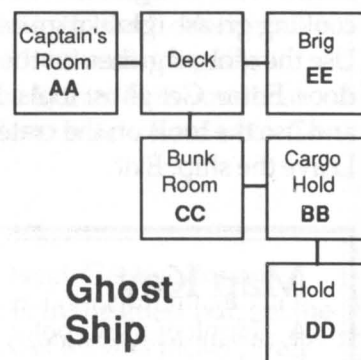 Captain's
Room
AA
Deck
Brig
EE
Bunk
Room
CC
Cargo
Hold
BB
Ghost
Ship
Hold
DD